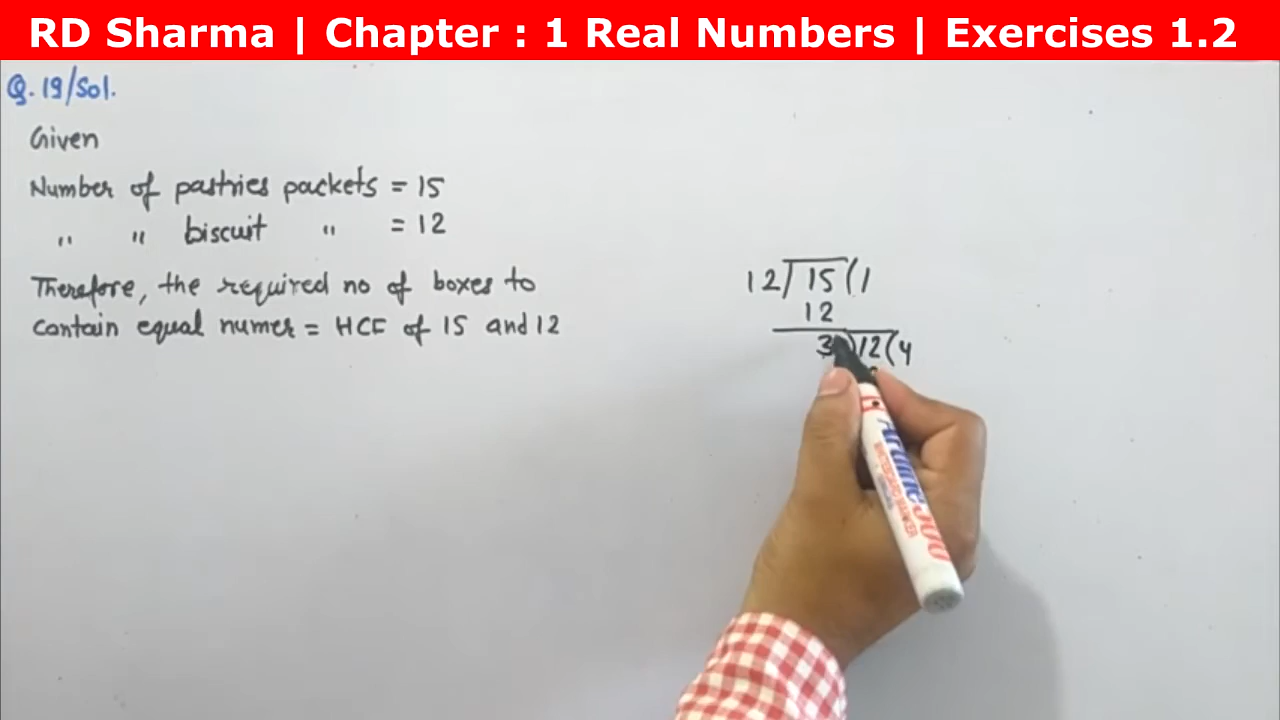 RD Sharma | Chapter : 1 Real Numbers | Exercises 1.2
Q. 19/Sol.
Given
Number of pastries packets = 15
" " biscuit " = 12
Therefore, the required no of boxes to
contain equal numer = HCF of 15 and 12
12) 15 (1
12
3) 12 (4
Artline 500